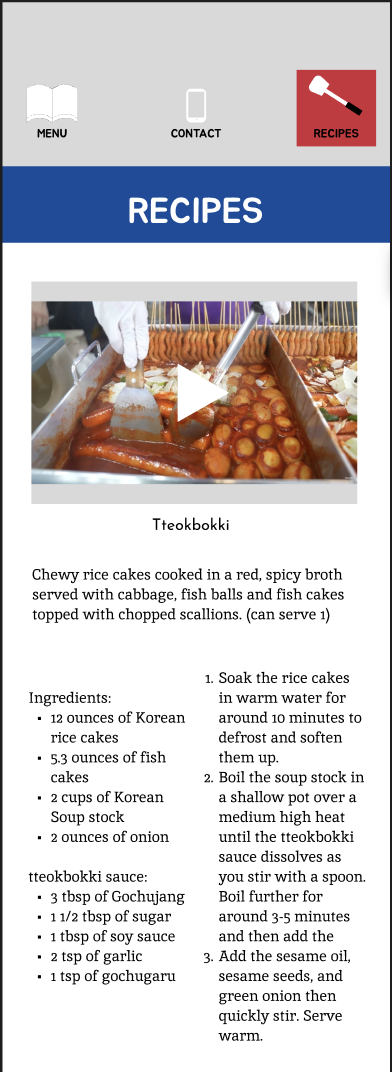 MENU
CONTACT
RECIPES
RECIPES
Tteokbokki
Chewy rice cakes cooked in a red, spicy broth
served with cabbage, fish balls and fish cakes
topped with chopped scallions. (can serve 1)
Ingredients:
▪ 12 ounces of Korean
rice cakes
▪ 5.3 ounces of fish
cakes
▪ 2 cups of Korean
Soup stock
▪ 2 ounces of onion
tteokbokki sauce:
▪ 3 tbsp of Gochujang
▪ 1 1/2 tbsp of sugar
▪ 1 tbsp of soy sauce
▪ 2 tsp of garlic
▪ 1 tsp of gochugaru
1. Soak the rice cakes
in warm water for
around 10 minutes to
defrost and soften
them up.
2. Boil the soup stock in
a shallow pot over a
medium high heat
until the tteokbokki
sauce dissolves as
you stir with a spoon.
Boil further for
around 3-5 minutes
and then add the
3. Add the sesame oil,
sesame seeds, and
green onion then
quickly stir. Serve
warm.